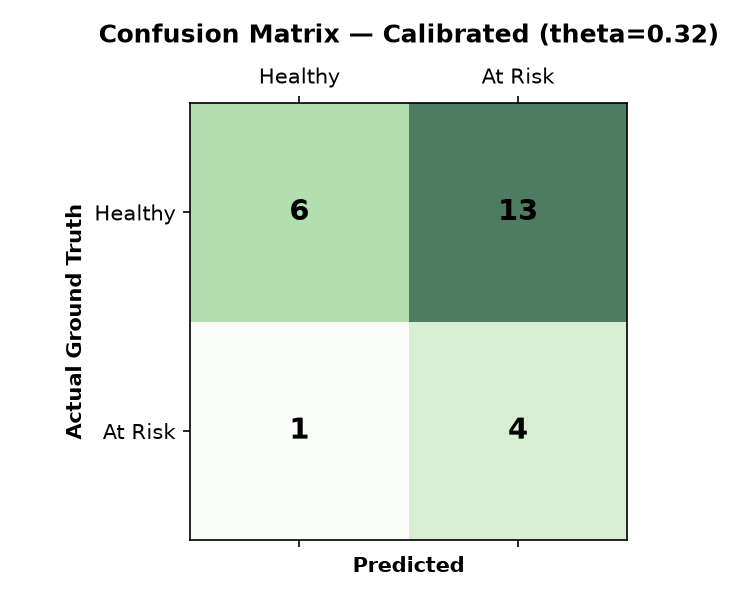 Confusion Matrix — Calibrated (theta=0.32)
Healthy At Risk
Actual Ground Truth
Healthy 6 13
At Risk 1 4
Predicted